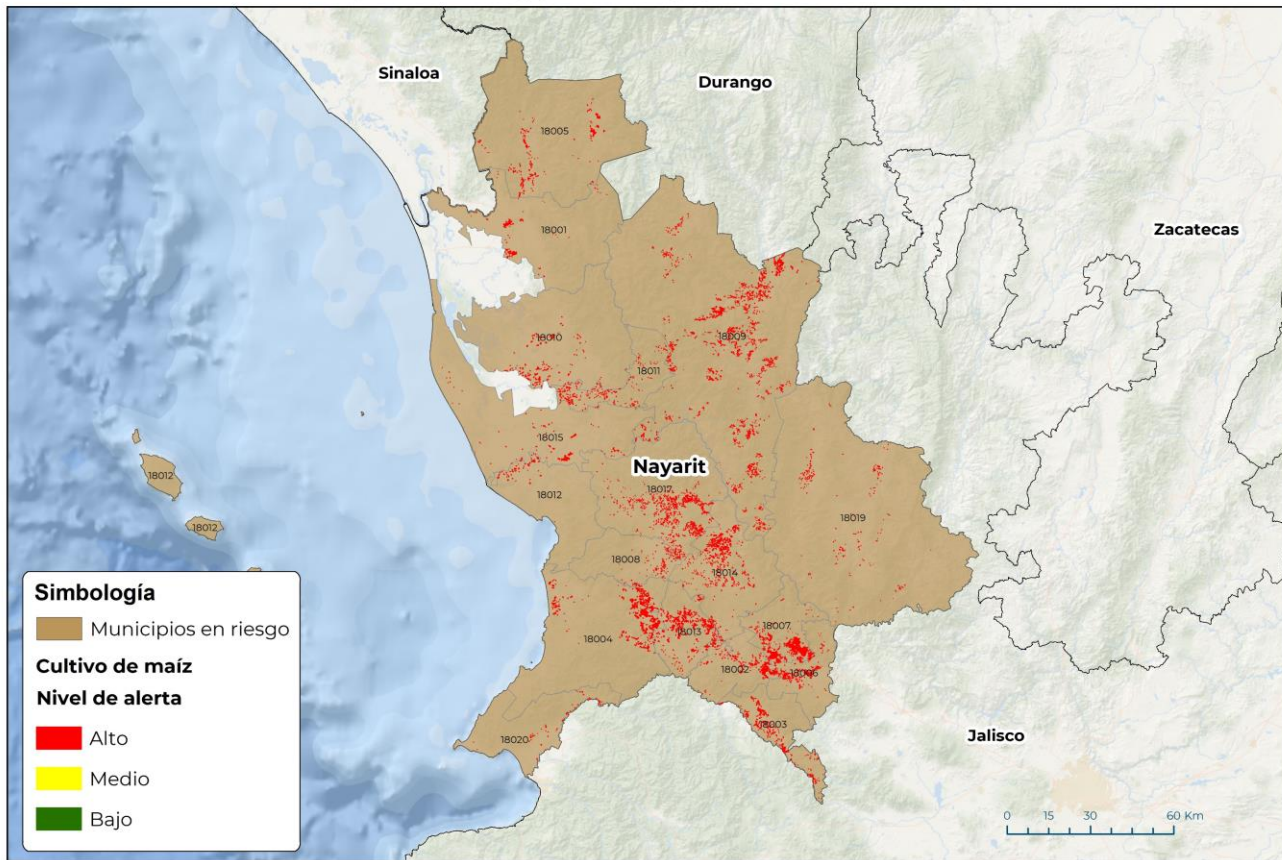 Sinaloa
Durango
Zacatecas
Nayarit
Jalisco
18005
18001
18009
18010
18011
18015
18012
18017
18012
18012
18019
18008
18014
18004
18013
18007
18002
18006
18003
18020
Simbología
Municipios en riesgo
Cultivo de maíz
Nivel de alerta
Alto
Medio
Bajo
0 15 30 60 Km